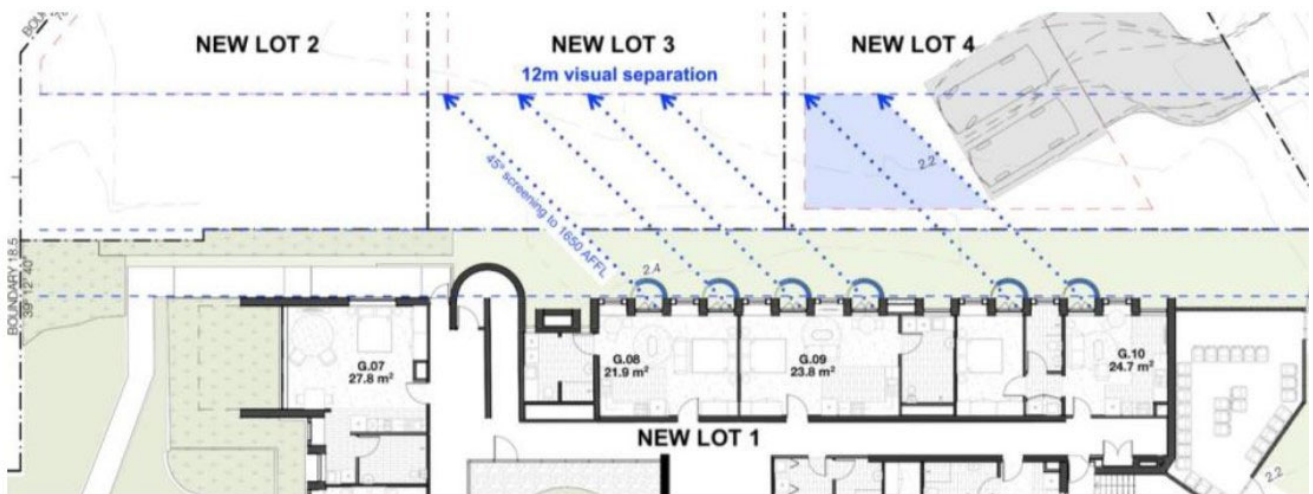 NEW LOT 2
NEW LOT 3
NEW LOT 4
12m visual separation
45° screening to 1650 AFFL
2.2
2.4
BOUNDARY 18.5
39° 12' 40"
G.07
27.8 m²
G.08
21.9 m²
G.09
23.8 m²
G.10
24.7 m²
NEW LOT 1
2.2